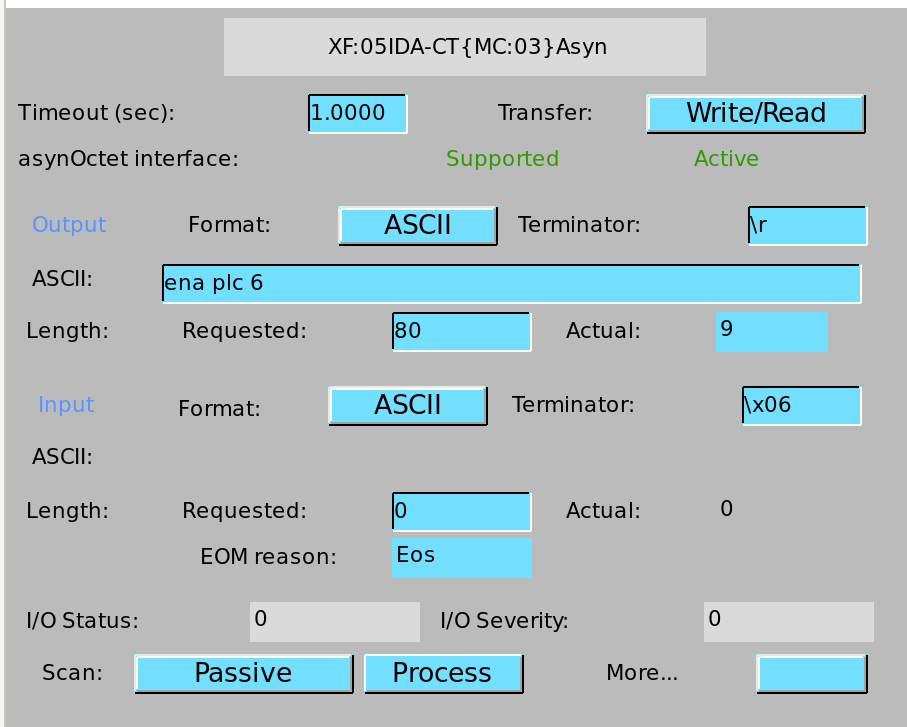 XF:05IDA-CT{MC:03}Asyn
Timeout (sec): 1.0000 Transfer: Write/Read
asynOctet interface: Supported Active
Output Format: ASCII Terminator: \r
ASCII: ena plc 6
Length: Requested: 80 Actual: 9
Input Format: ASCII Terminator: \x06
ASCII:
Length: Requested: 0 Actual: 0
EOM reason: Eos
I/O Status: 0 I/O Severity: 0
Scan: Passive Process More...